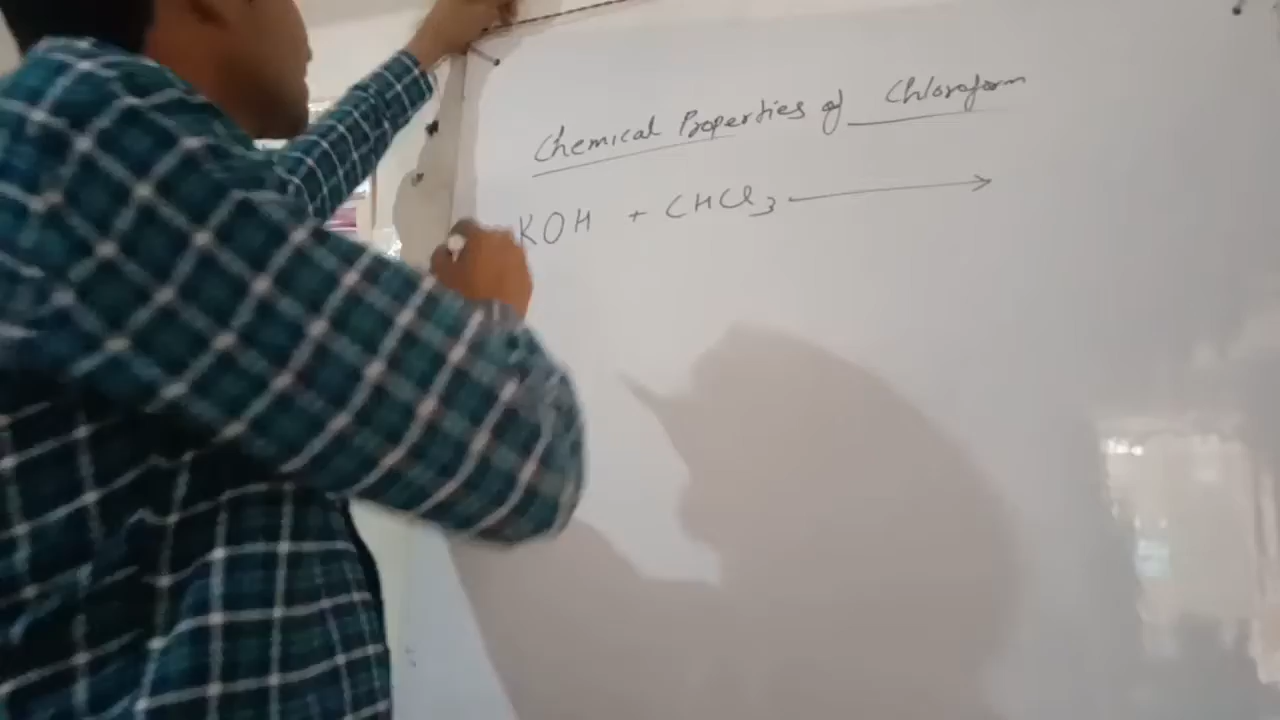 Chemical Properties of Chloroform
KOH + CHCl3 ⟶